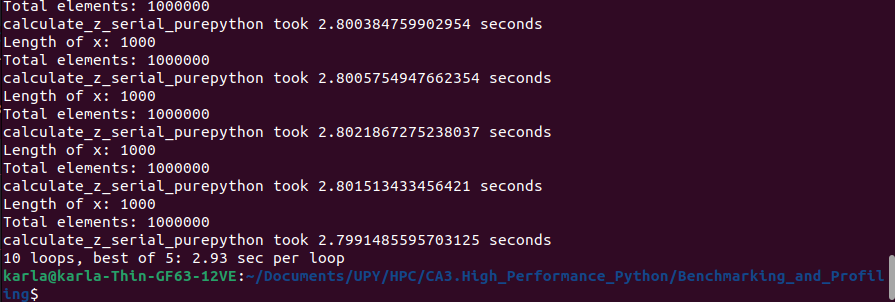 Total elements: 1000000
calculate_z_serial_purepython took 2.800384759902954 seconds
Length of x: 1000
Total elements: 1000000
calculate_z_serial_purepython took 2.8005754947662354 seconds
Length of x: 1000
Total elements: 1000000
calculate_z_serial_purepython took 2.8021867275238037 seconds
Length of x: 1000
Total elements: 1000000
calculate_z_serial_purepython took 2.801513433456421 seconds
Length of x: 1000
Total elements: 1000000
calculate_z_serial_purepython took 2.7991485595703125 seconds
10 loops, best of 5: 2.93 sec per loop
karla@karla-Thin-GF63-12VE:~/Documents/UPY/HPC/CA3.High_Performance_Python/Benchmarking_and_Profil
ing$